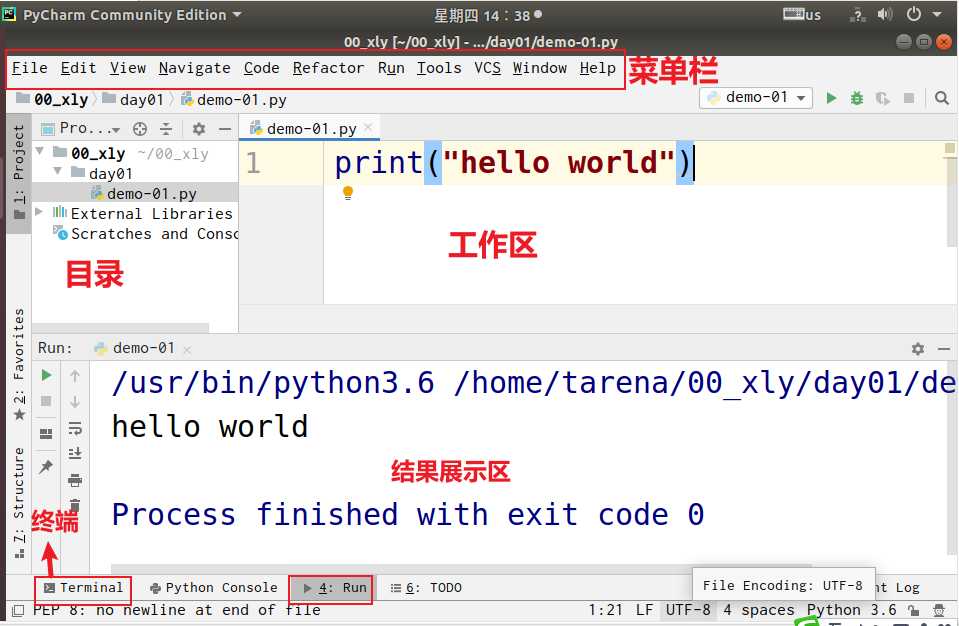 PyCharm Community Edition 星期四 14：38 us
00_xly [~/00_xly] - .../day01/demo-01.py
File Edit View Navigate Code Refactor Run Tools VCS Window Help 菜单栏
00_xly day01 demo-01.py demo-01
1: Project
Pro... demo-01.py
00_xly ~/00_xly
day01
demo-01.py
External Libraries
Scratches and Conso
目录
1 print("hello world")
工作区
2: Favorites
7: Structure
Run: demo-01
/usr/bin/python3.6 /home/tarena/00_xly/day01/de
hello world
结果展示区
Process finished with exit code 0
终端
Terminal Python Console 4: Run 6: TODO File Encoding: UTF-8 nt Log
PEP 8: no newline at end of file 1:21 LF UTF-8 4 spaces Python 3.6